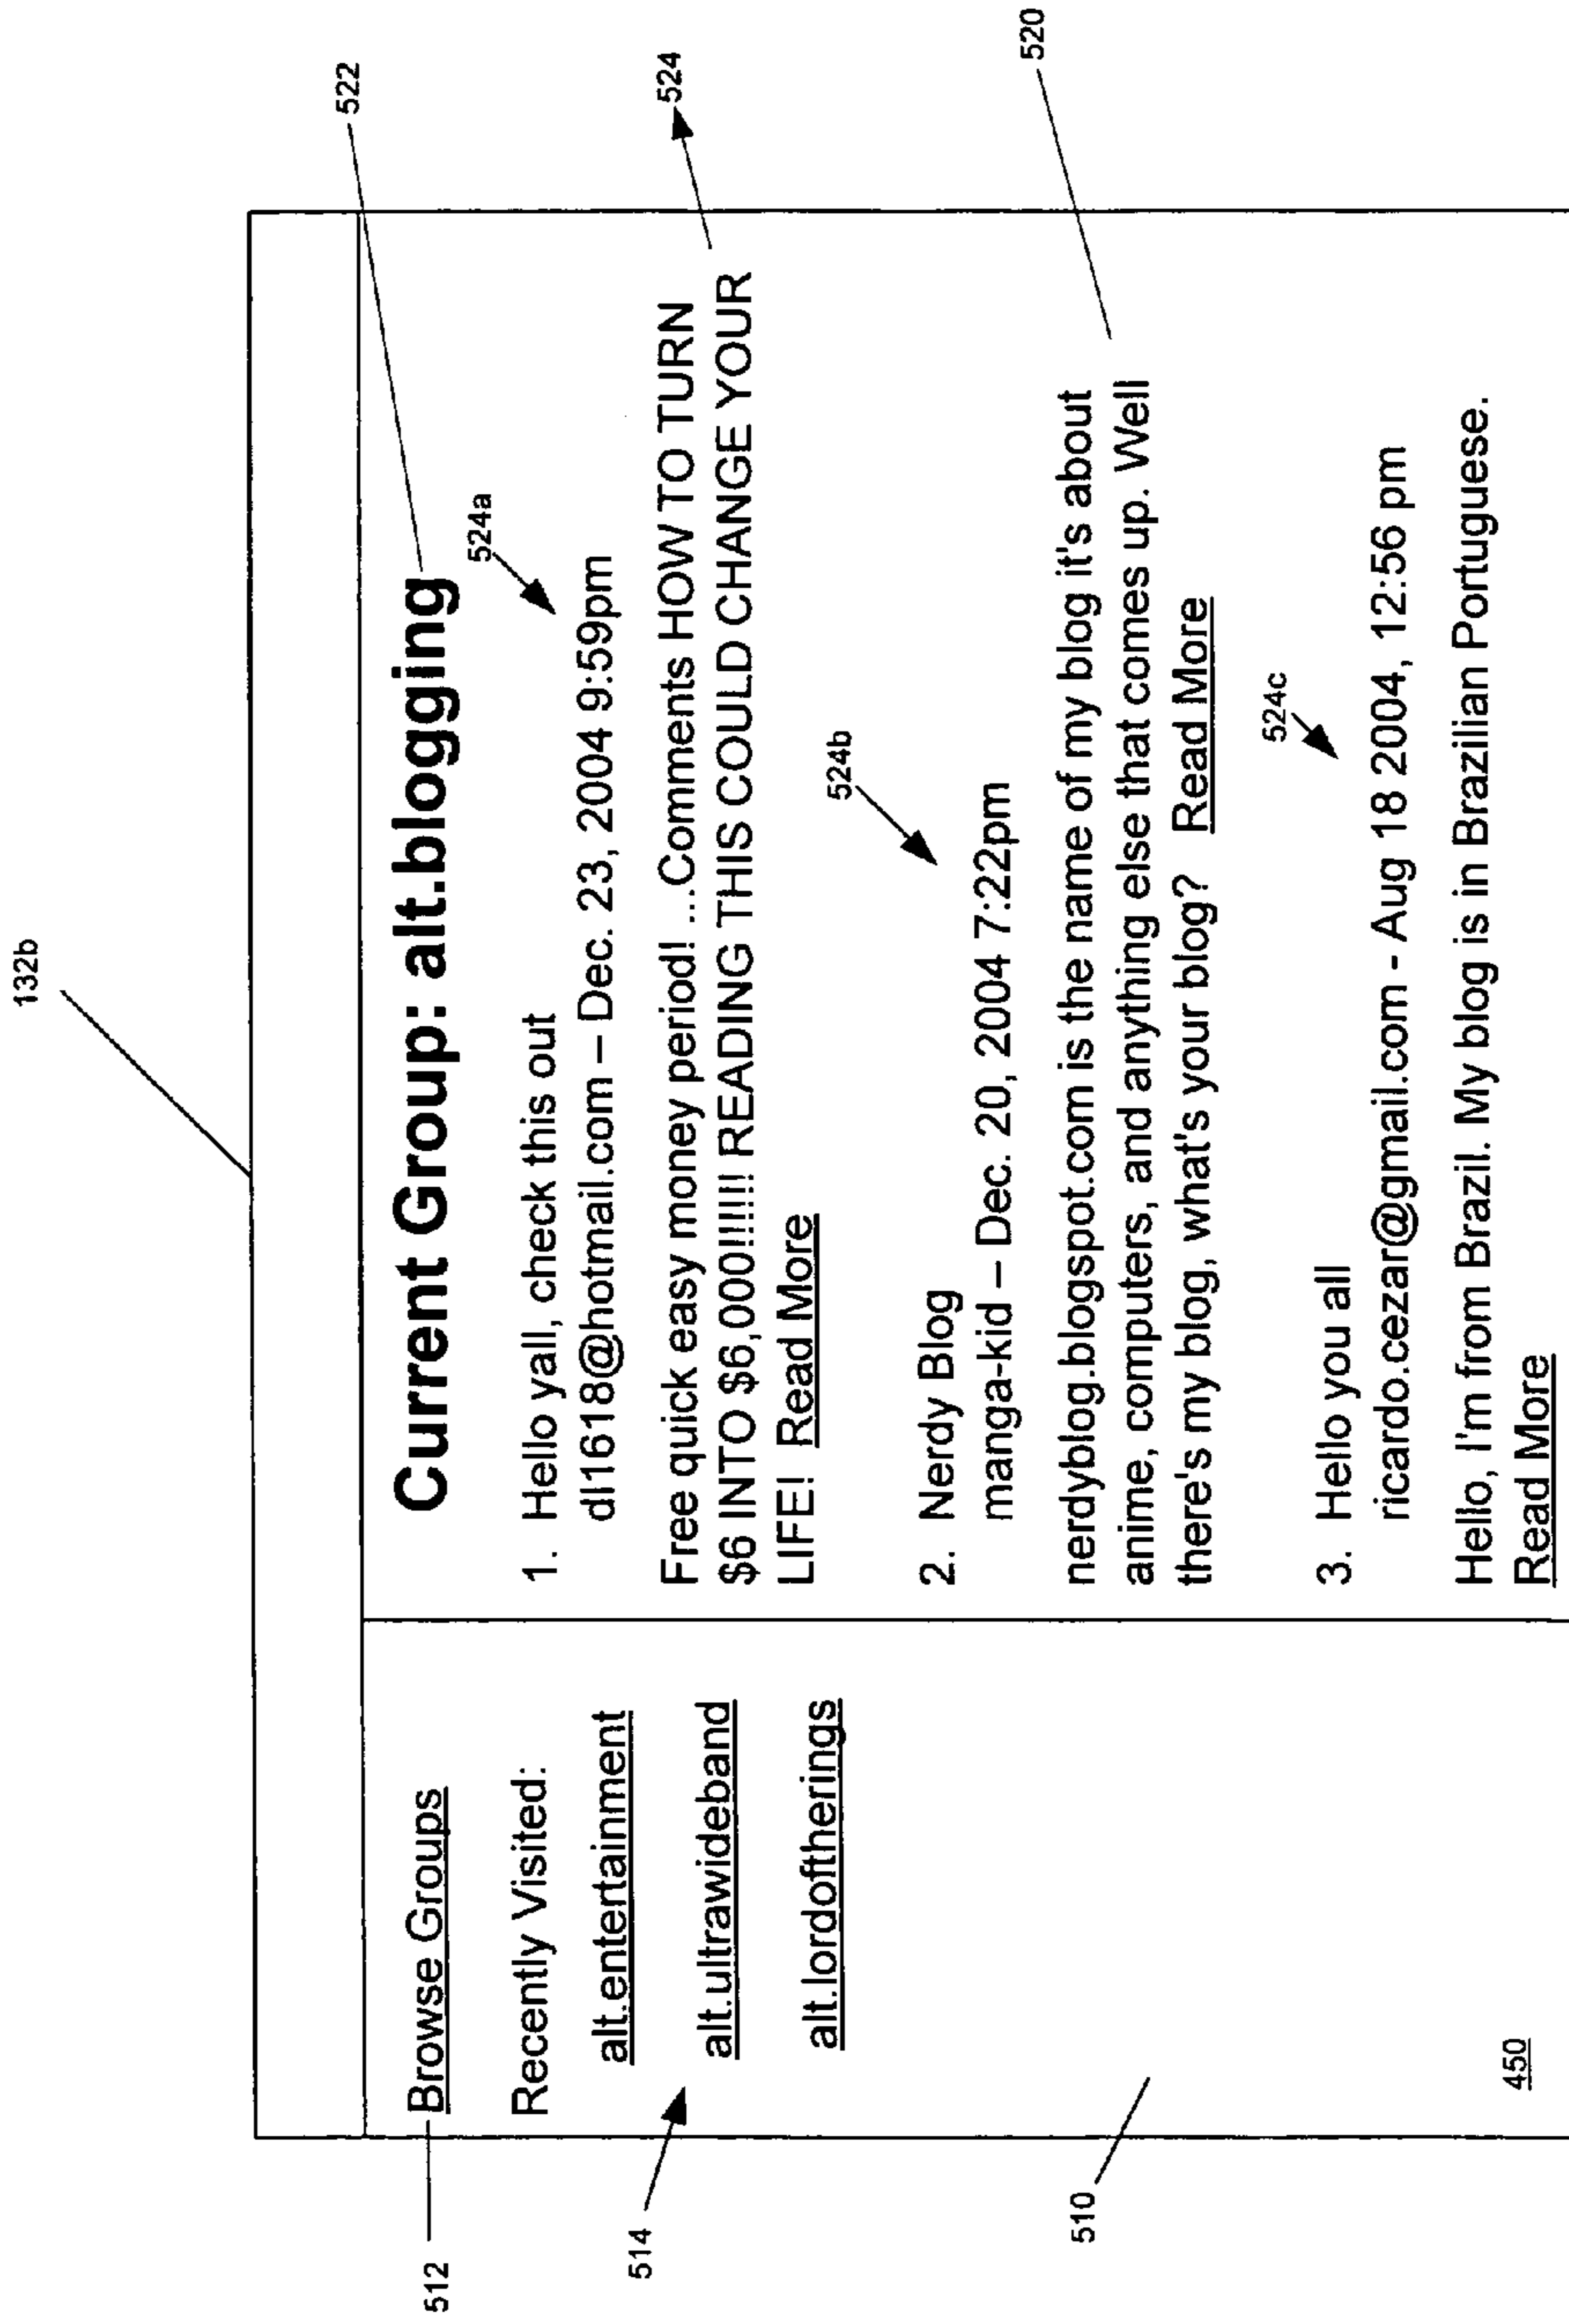 132b
522
Current Group: alt.blogging
524a
1. Hello yall, check this out
dl1618@hotmail.com – Dec. 23, 2004 9:59pm
Free quick easy money period! ...Comments HOW TO TURN
$6 INTO $6,000!!!!!! READING THIS COULD CHANGE YOUR
LIFE! Read More
524
524b
2. Nerdy Blog
manga-kid – Dec. 20, 2004 7:22pm
nerdyblog.blogspot.com is the name of my blog it's about
anime, computers, and anything else that comes up. Well
there's my blog, what's your blog? Read More
520
524c
3. Hello you all
ricardo.cezar@gmail.com - Aug 18 2004, 12:56 pm
Hello, I'm from Brazil. My blog is in Brazilian Portuguese.
Read More
512
Browse Groups
Recently Visited:
alt.entertainment
alt.ultrawideband
alt.lordoftherings
514
510
450